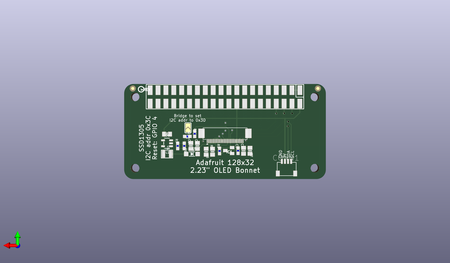 Bridge to set
I2C addr to 0x3D
SSD1305
I2C addr 0x3C
Reset: GPIO 4
Adafruit 128x32
2.23" OLED Bonnet